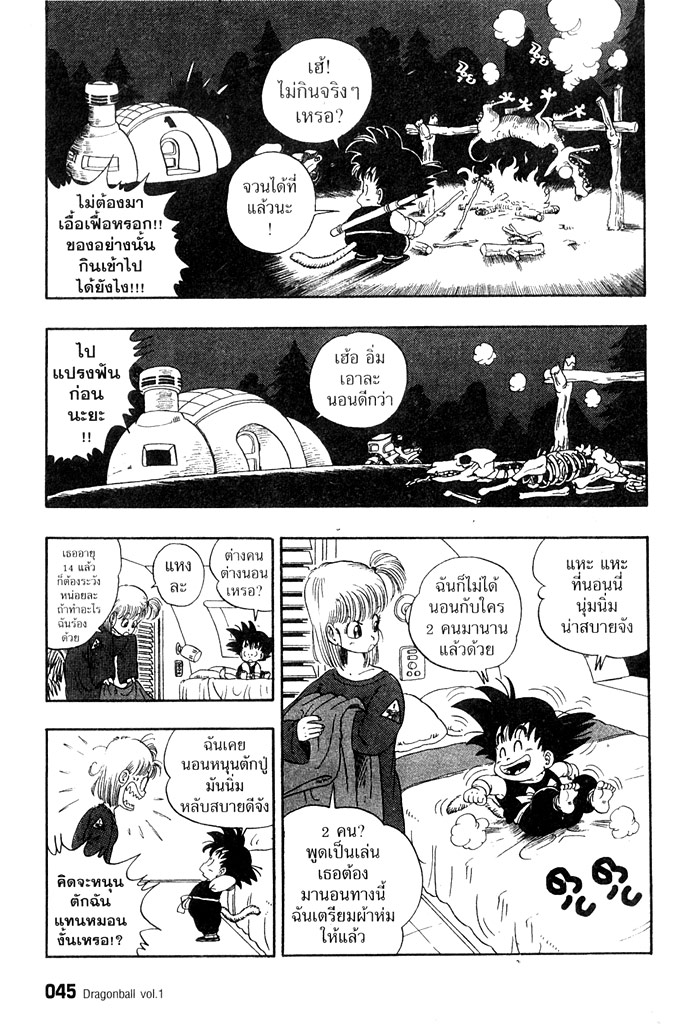 เฮ้!
ไม่กินจริงๆ
เหรอ?
จวนได้ที่
แล้วนะ
!
ไม่ต้องมา
เอื้อเฟื้อหรอก!!
ของอย่างนั้น
กินเข้าไป
ได้ยังไง!!!
เฮ้อ อิ่ม
เอาละ
นอนดีกว่า
ไป
แปรงฟัน
ก่อน
นะยะ
!!
แหะ แหะ
ที่นอนนี่
นุ่มนิ่ม
น่าสบายจัง
ฉันก็ไม่ได้
นอนกับใคร
2 คนมานาน
แล้วด้วย
2 คน?
พูดเป็นเล่น
เธอต้อง
มานอนทางนี้
ฉันเตรียมผ้าห่ม
ให้แล้ว
ต่างคน
ต่างนอน
เหรอ?
แหง
ละ
เธออายุ
14 แล้ว
ก็ต้องระวัง
หน่อยละ
ถ้าทำอะไร
ฉันร้อง
ด้วย
ฉันเคย
นอนหนุนตักปู่
มันนิ่ม
หลับสบายดีจัง
คิดจะหนุน
ตักฉัน
แทนหมอน
งั้นเหรอ!?
045 Dragonball vol.1